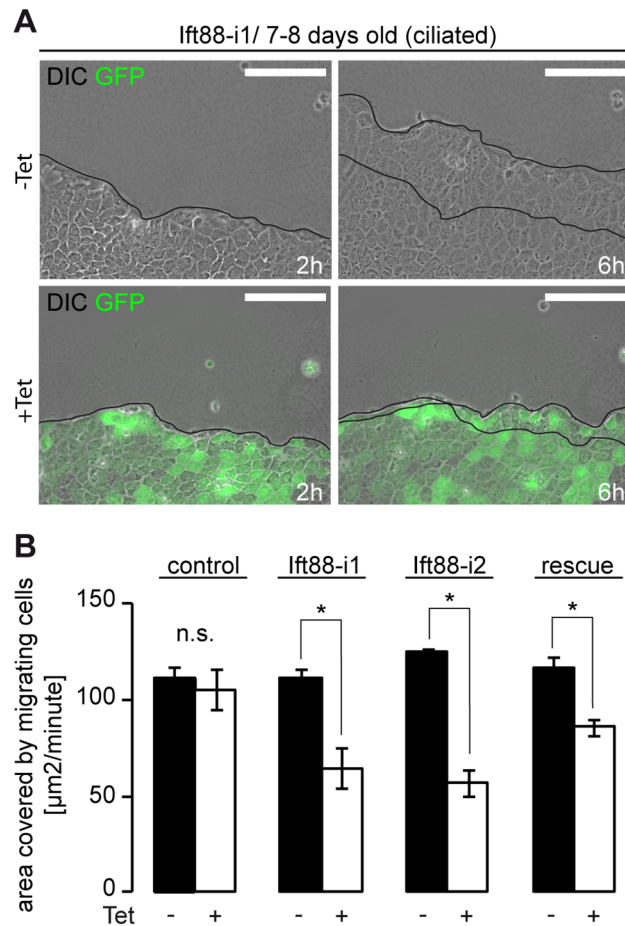 A
Ift88-i1/ 7-8 days old (ciliated)
-Tet
DIC GFP
2h
6h
+Tet
DIC GFP
2h
6h
B
control Ift88-i1 Ift88-i2 rescue
area covered by migrating cells
[µm2/minute]
150
100
50
0
n.s. * * *
Tet - + - + - + - +